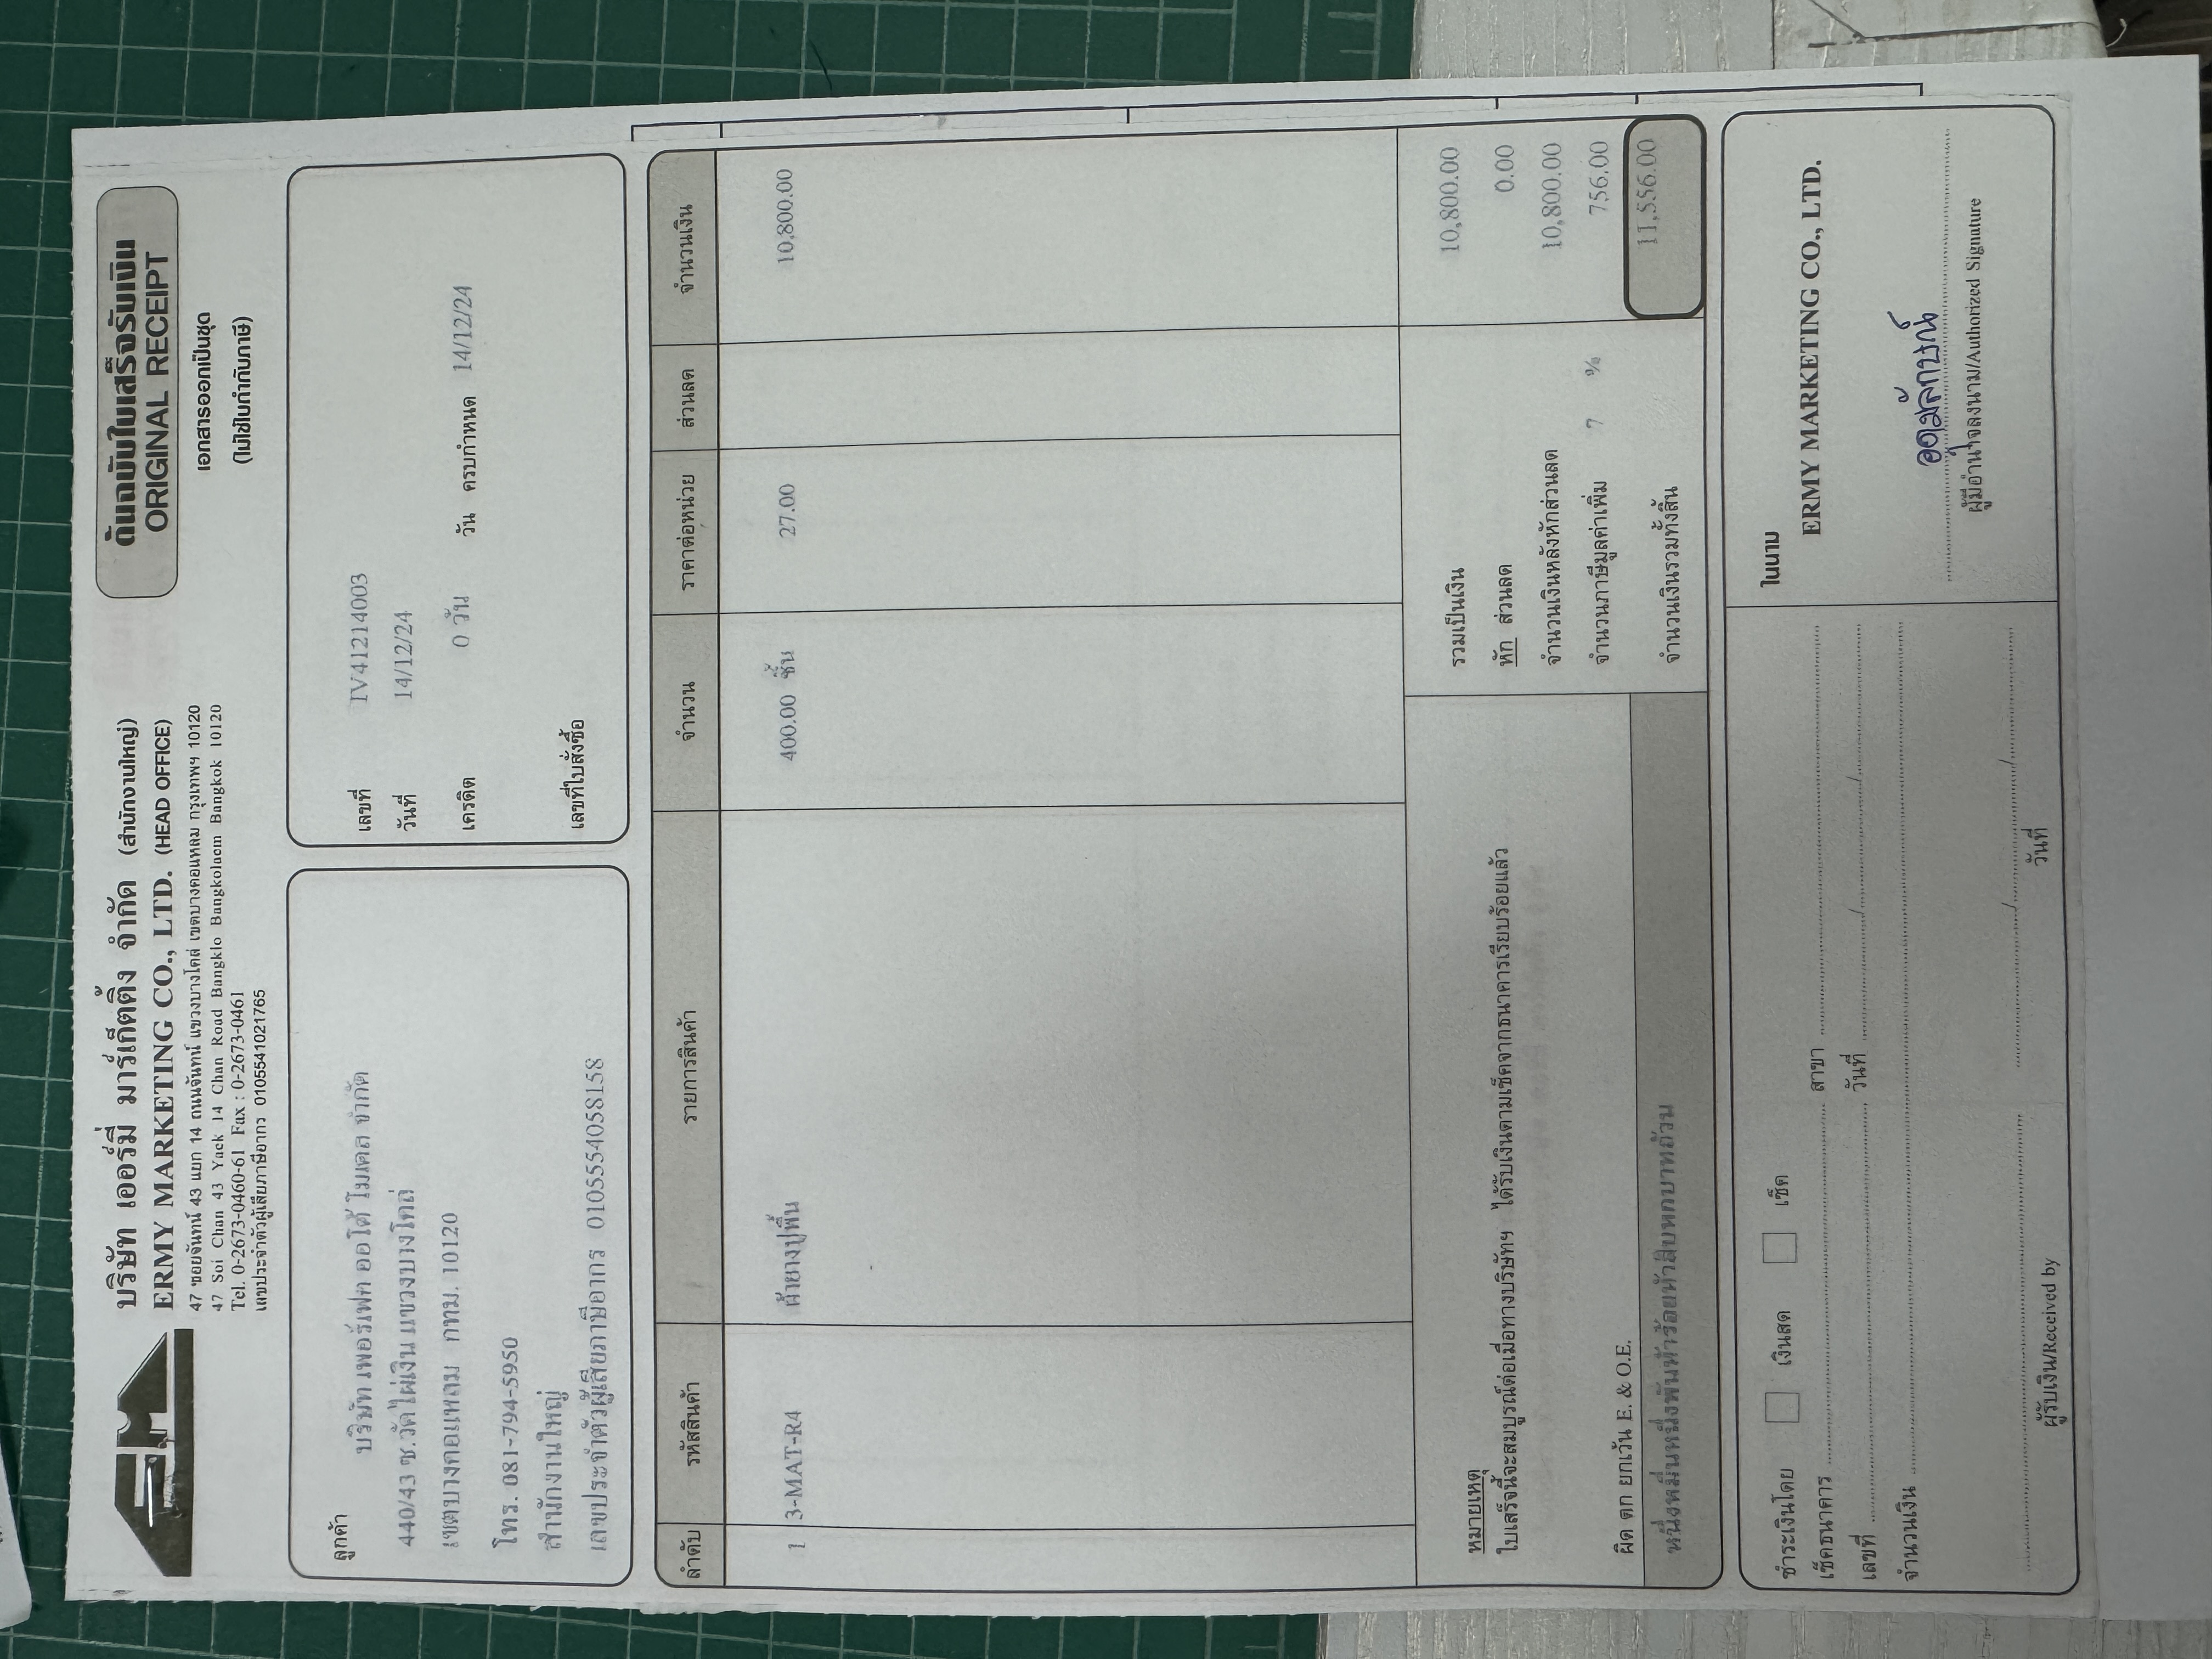 EM
บริษัท เออร์มี่ มาร์เก็ตติ้ง จำกัด (สำนักงานใหญ่)
ERMY MARKETING CO., LTD. (HEAD OFFICE)
47 ซอยจันทน์ 43 แยก 14 ถนนจันทน์ แขวงบางโคล่ เขตบางคอแหลม กรุงเทพฯ 10120
47 Soi Chan 43 Yack 14 Chan Road Bangklo Bangkolaem Bangkok 10120
Tel. 0-2673-0460-61 Fax : 0-2673-0461
เลขประจำตัวผู้เสียภาษีอากร 0105541021765
ต้นฉบับใบเสร็จรับเงิน
ORIGINAL RECEIPT
เอกสารออกเป็นชุด
(ไม่ใช่ใบกำกับภาษี)
ลูกค้า
บริษัท เพอร์เฟท ออโต้ โมเดล จำกัด
440/43 ซ.วัดไผ่เงิน แขวงบางโคล่
เขตบางคอแหลม กทม. 10120
โทร. 081-794-5950
สำนักงานใหญ่
เลขประจำตัวผู้เสียภาษีอากร 0105554058158
เลขที่ IV41214003
วันที่ 14/12/24
เครดิต 0 วัน วัน ครบกำหนด 14/12/24
เลขที่ใบสั่งซื้อ
ลำดับ รหัสสินค้า รายการสินค้า จำนวน ราคาต่อหน่วย ส่วนลด จำนวนเงิน
1 3-MAT-R4 ผ้ายางปูพื้น 400.00 ชิ้น 27.00 10,800.00
หมายเหตุ
ใบเสร็จนี้จะสมบูรณ์ต่อเมื่อทางบริษัทฯ ได้รับเงินตามเช็คจากธนาคารเรียบร้อยแล้ว
ผิด ตก ยกเว้น E. & O.E.
หนึ่งหมื่นหนึ่งพันห้าร้อยห้าสิบหกบาทถ้วน
รวมเป็นเงิน 10,800.00
หัก ส่วนลด 0.00
จำนวนเงินหลังหักส่วนลด 10,800.00
จำนวนภาษีมูลค่าเพิ่ม 7 % 756.00
จำนวนเงินรวมทั้งสิ้น 11,556.00
ชำระเงินโดย เงินสด เช็ค
เช็คธนาคาร สาขา
เลขที่ วันที่ / /
จำนวนเงิน
/ /
ผู้รับเงิน/Received by วันที่
ในนาม
ERMY MARKETING CO., LTD.
อุดมลักษณ์
ผู้มีอำนาจลงนาม/Authorized Signature